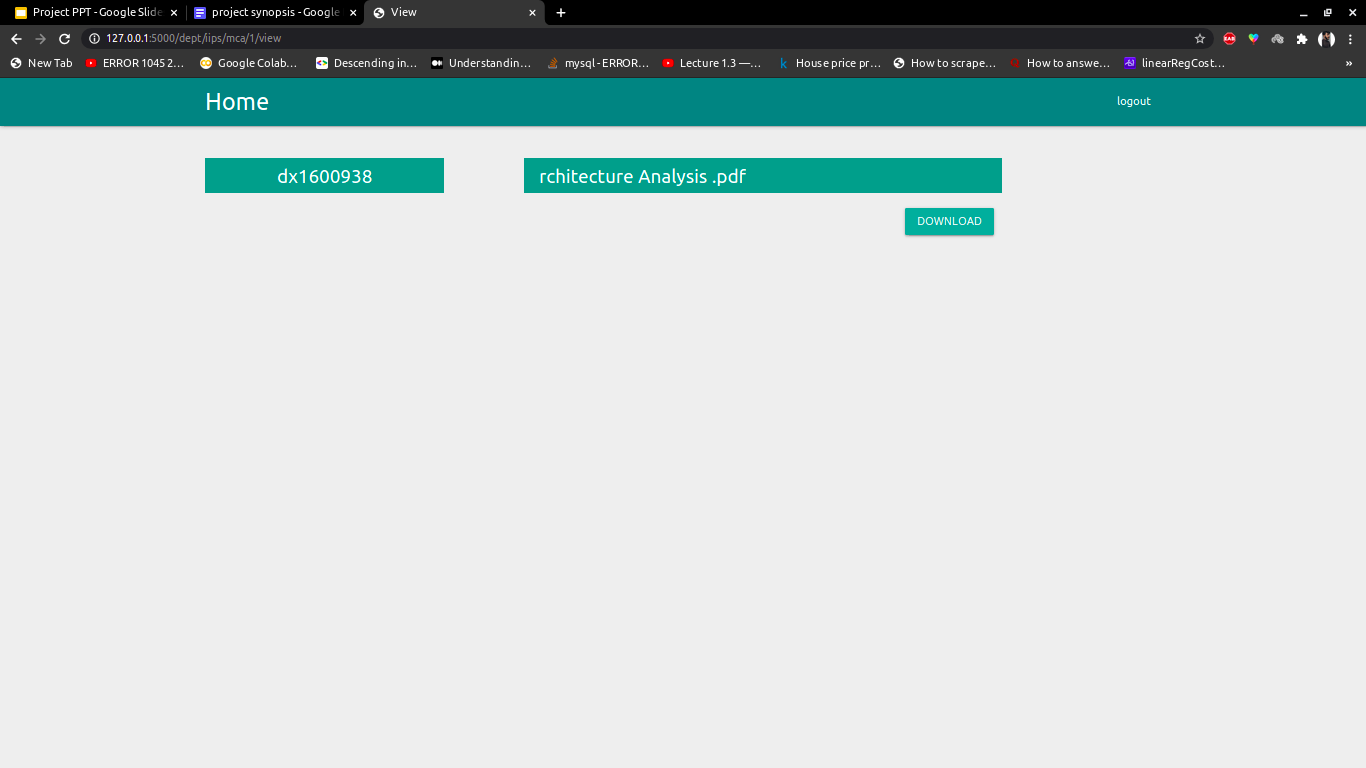 Project PPT - Google Slide
project synopsis - Google
View
127.0.0.1:5000/dept/iips/mca/1/view
New Tab
ERROR 1045 2…
Google Colab…
Descending in…
Understandin…
mysql - ERROR…
Lecture 1.3 —…
House price pr…
How to scrape…
How to answe…
linearRegCost…
»
Home
logout
dx1600938
rchitecture Analysis .pdf
DOWNLOAD